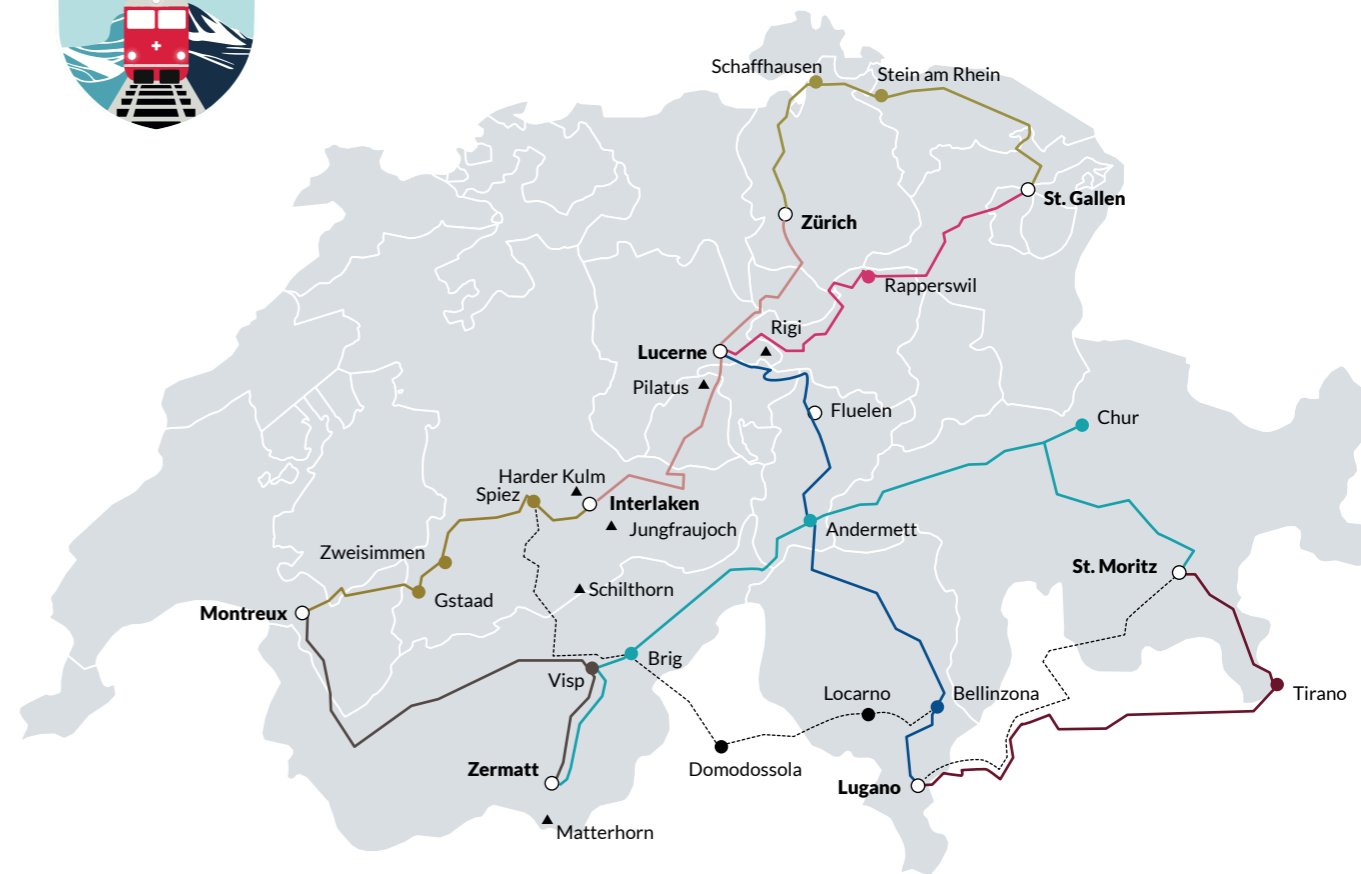 Schaffhausen
Stein am Rhein
St. Gallen
Zürich
Rapperswil
Rigi
Lucerne
Pilatus
Fluelen
Chur
Harder Kulm
Spiez
Interlaken
Jungfraujoch
Andermett
Zweisimmen
St. Moritz
Schilthorn
Gstaad
Montreux
Brig
Visp
Locarno
Bellinzona
Tirano
Zermatt
Domodossola
Lugano
Matterhorn